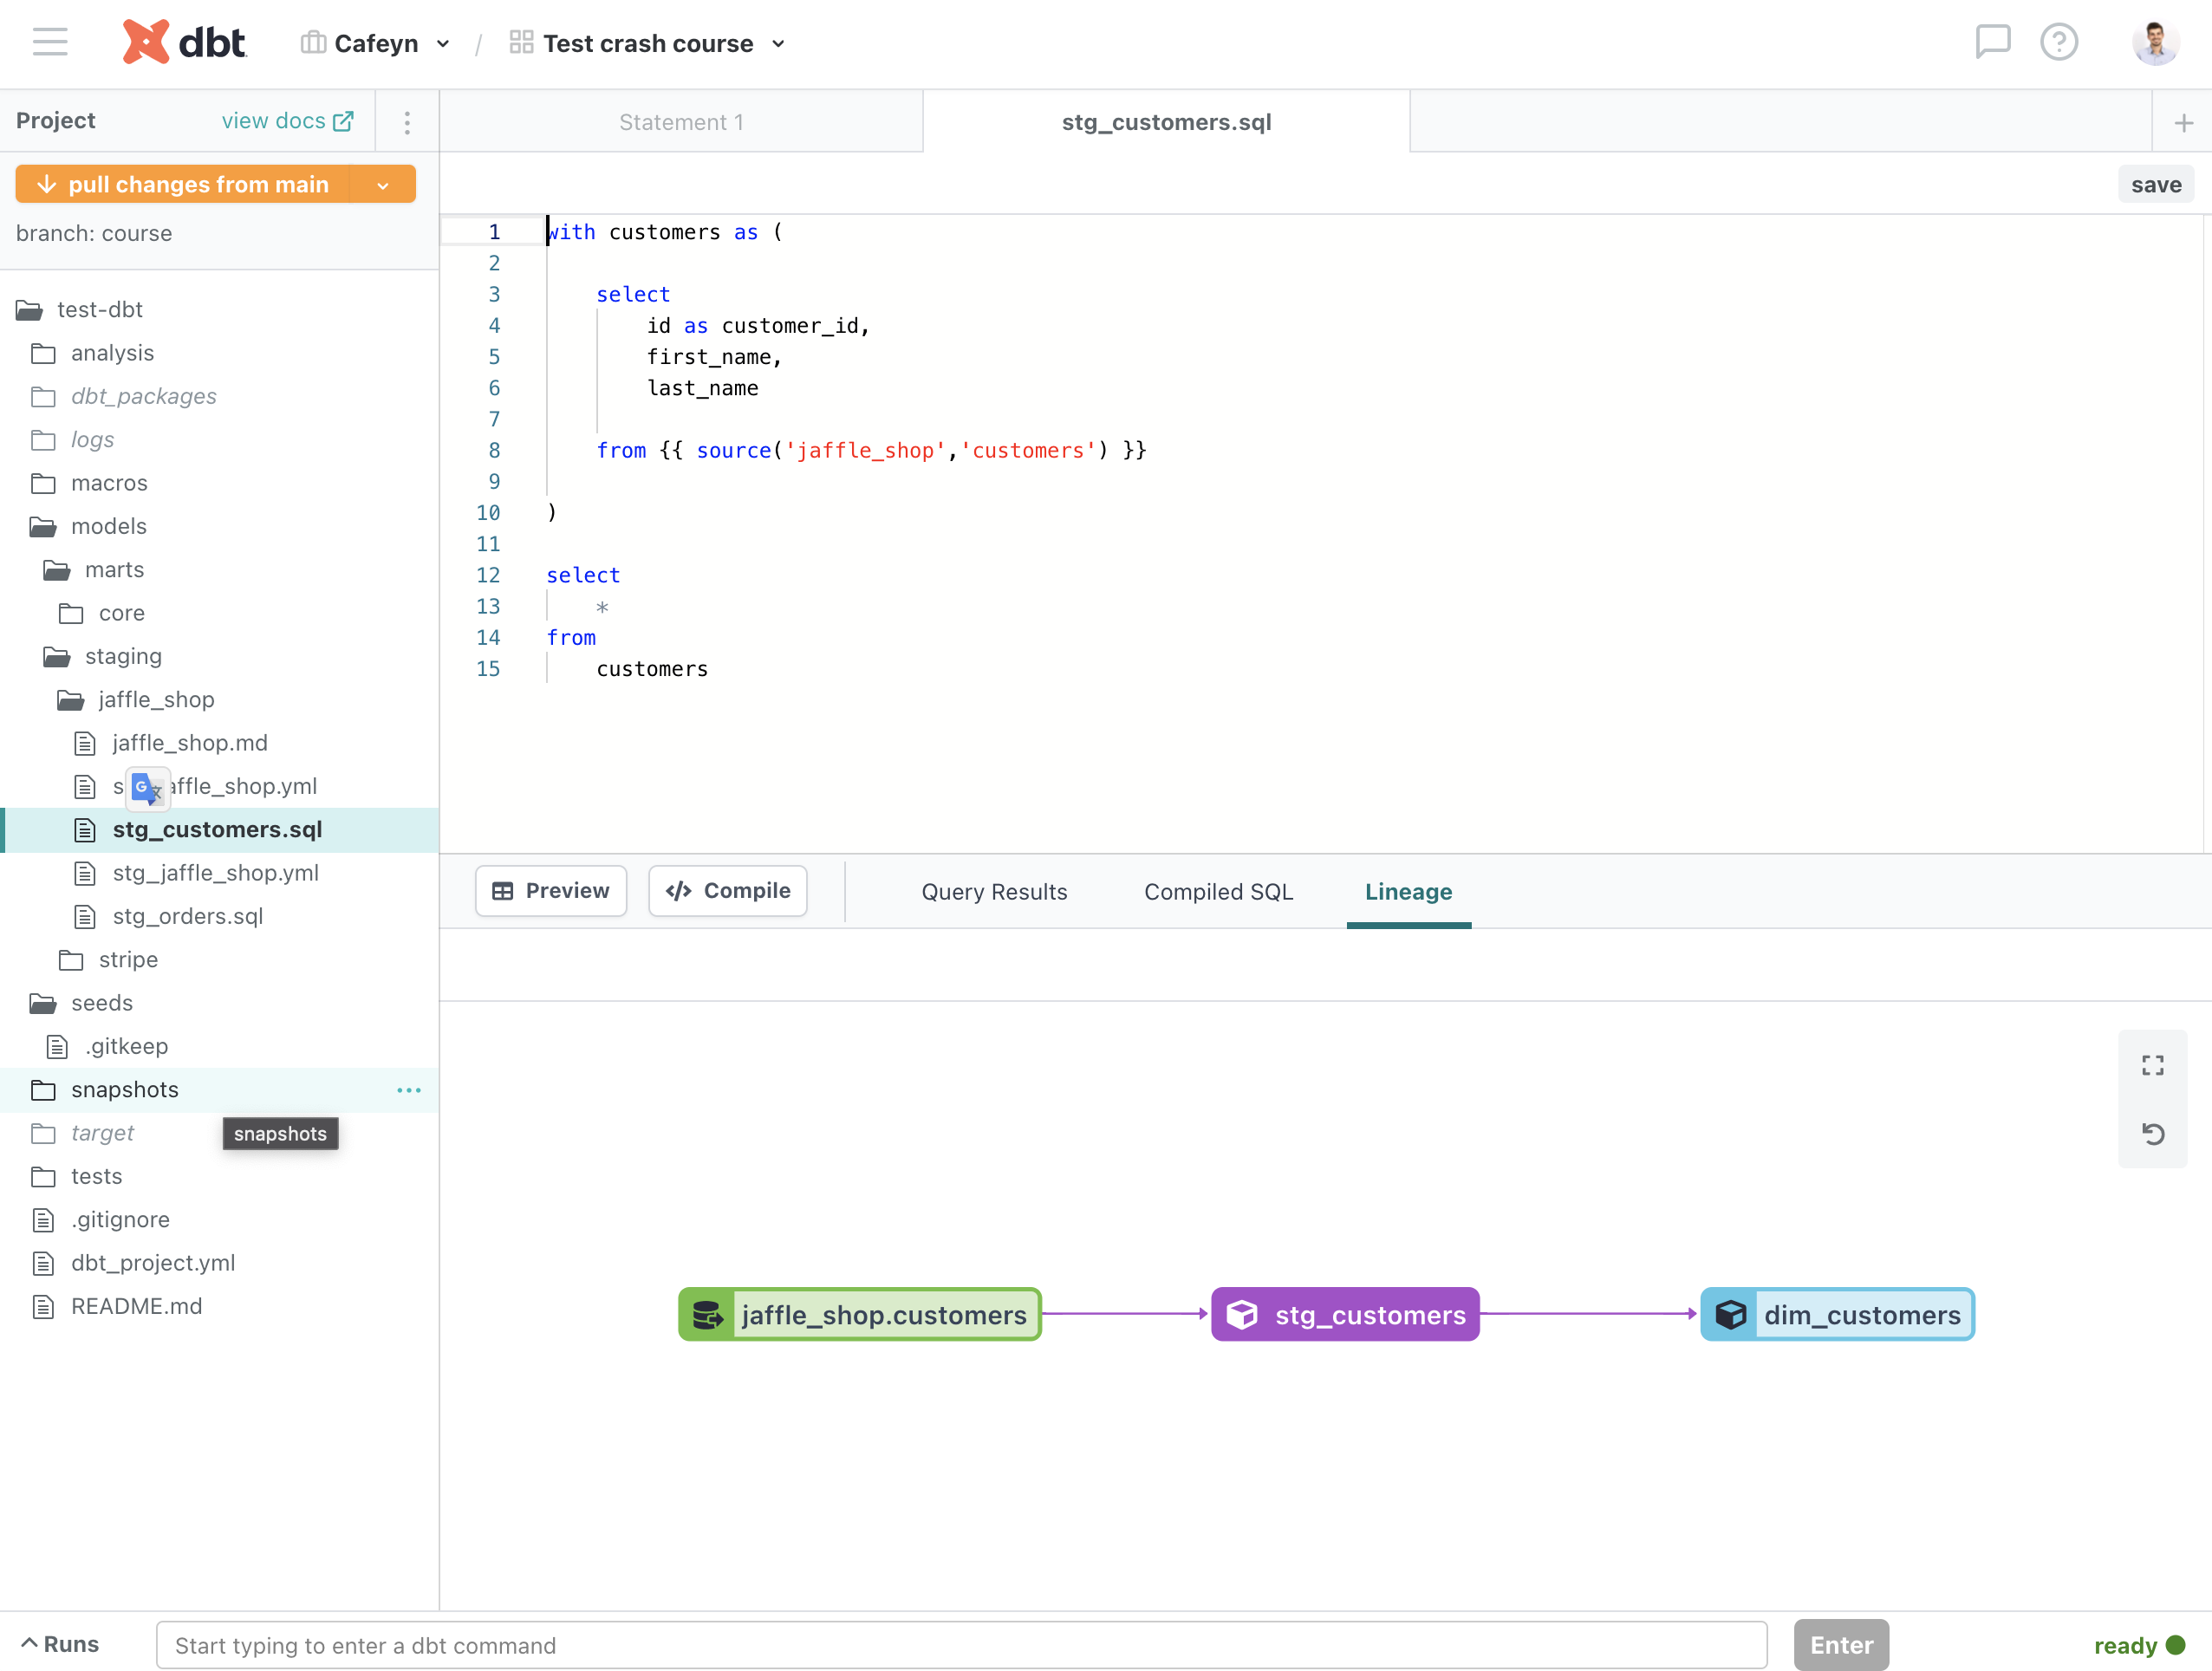 dbt
Cafeyn / Test crash course
Project view docs
Statement 1
stg_customers.sql
pull changes from main
save
branch: course
test-dbt
analysis
dbt_packages
logs
macros
models
marts
core
staging
jaffle_shop
jaffle_shop.md
affle_shop.yml
stg_customers.sql
stg_jaffle_shop.yml
stg_orders.sql
stripe
seeds
.gitkeep
snapshots
target
snapshots
tests
.gitignore
dbt_project.yml
README.md
1 with customers as (
2
3 select
4 id as customer_id,
5 first_name,
6 last_name
7
8 from {{ source('jaffle_shop','customers') }}
9
10 )
11
12 select
13 *
14 from
15 customers
Preview
Compile
Query Results
Compiled SQL
Lineage
jaffle_shop.customers
stg_customers
dim_customers
Runs
Start typing to enter a dbt command
Enter
ready